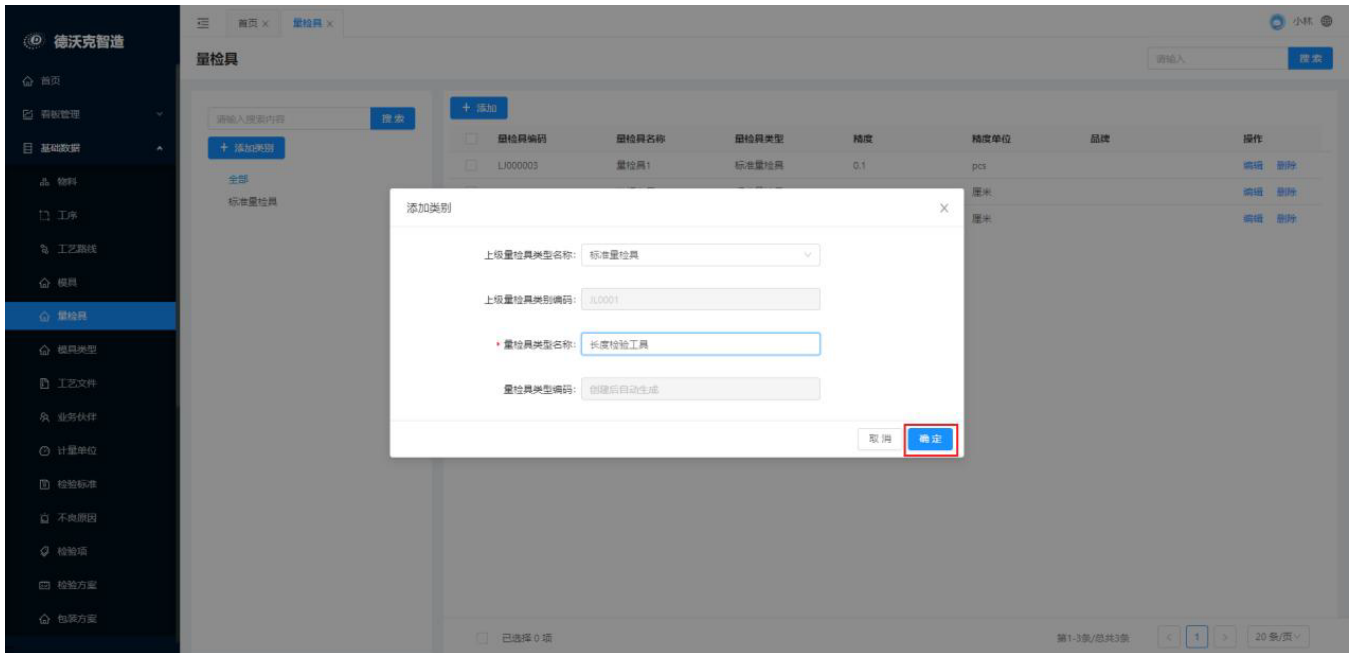 德沃克智造
首页
看板管理
基础数据
物料
工序
工艺路线
模具
量检具
模具类型
工艺文件
业务伙伴
计量单位
检验标准
不良原因
检验项
检验方案
包装方案
首页 × 量检具 ×
小林
量检具
请输入 搜索
请输入搜索内容 搜索
+ 添加类别
全部
标准量检具
+ 添加
量检具编码 量检具名称 量检具类型 精度 精度单位 品牌 操作
LJ000003 量检具1 标准量检具 0.1 pcs 编辑 删除
厘米 编辑 删除
厘米 编辑 删除
添加类别
上级量检具类型名称: 标准量检具
上级量检具类别编码: JL0001
* 量检具类型名称: 长度检验工具
量检具类型编码: 创建后自动生成
取消 确定
已选择 0 项
第1-3条/总共3条 < 1 > 20 条/页